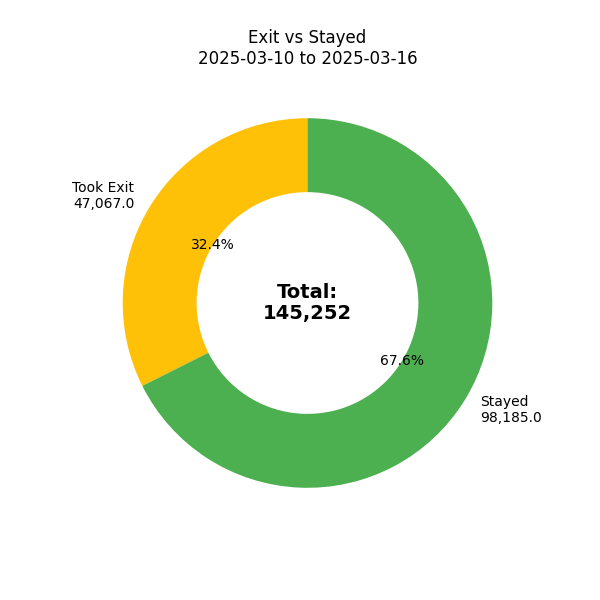 Exit vs Stayed
2025-03-10 to 2025-03-16
Took Exit
47,067.0
32.4%
Total:
145,252
67.6%
Stayed
98,185.0